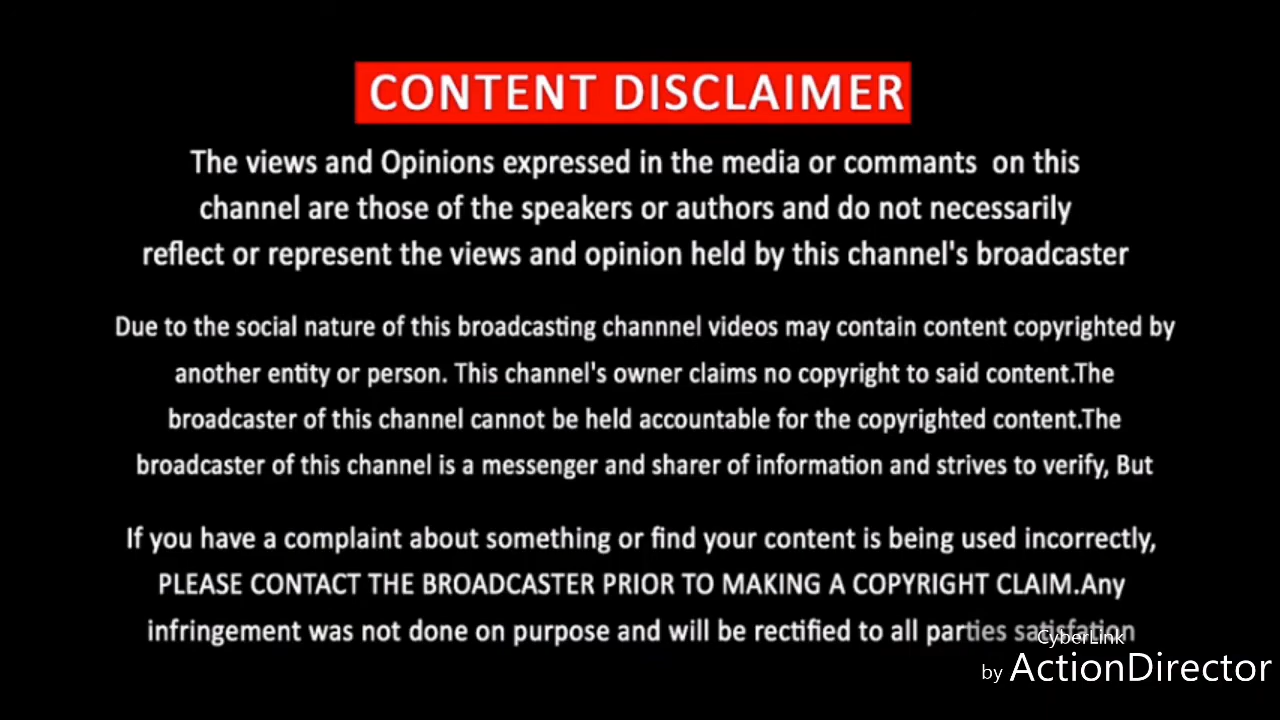 CONTENT DISCLAIMER
The views and Opinions expressed in the media or commants on this
channel are those of the speakers or authors and do not necessarily
reflect or represent the views and opinion held by this channel's broadcaster
Due to the social nature of this broadcasting channnel videos may contain content copyrighted by
another entity or person. This channel's owner claims no copyright to said content.The
broadcaster of this channel cannot be held accountable for the copyrighted content.The
broadcaster of this channel is a messenger and sharer of information and strives to verify, But
If you have a complaint about something or find your content is being used incorrectly,
PLEASE CONTACT THE BROADCASTER PRIOR TO MAKING A COPYRIGHT CLAIM.Any
infringement was not done on purpose and will be rectified to all parties satisfation
CyberLink
by ActionDirector